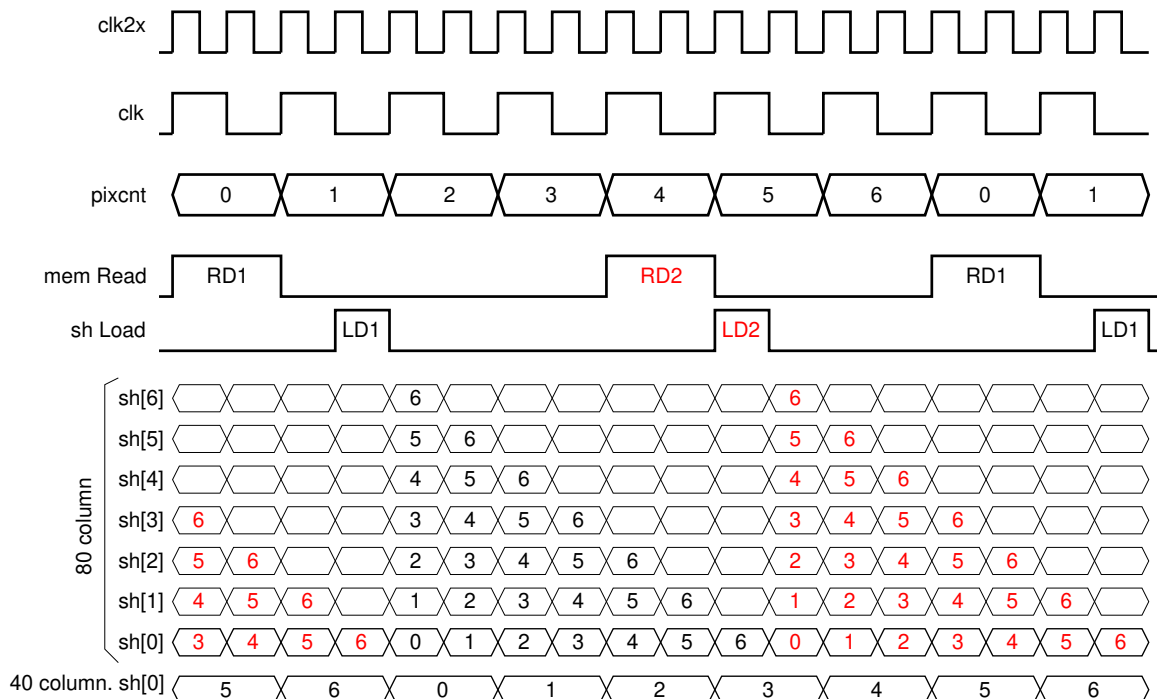 clk2x
clk
pixcnt 0 1 2 3 4 5 6 0 1
mem Read RD1 RD2 RD1
sh Load LD1 LD2 LD1
80 column
sh[6] 6 6
sh[5] 5 6 5 6
sh[4] 4 5 6 4 5 6
sh[3] 6 3 4 5 6 3 4 5 6
sh[2] 5 6 2 3 4 5 6 2 3 4 5 6
sh[1] 4 5 6 1 2 3 4 5 6 1 2 3 4 5 6
sh[0] 3 4 5 6 0 1 2 3 4 5 6 0 1 2 3 4 5 6
40 column. sh[0] 5 6 0 1 2 3 4 5 6